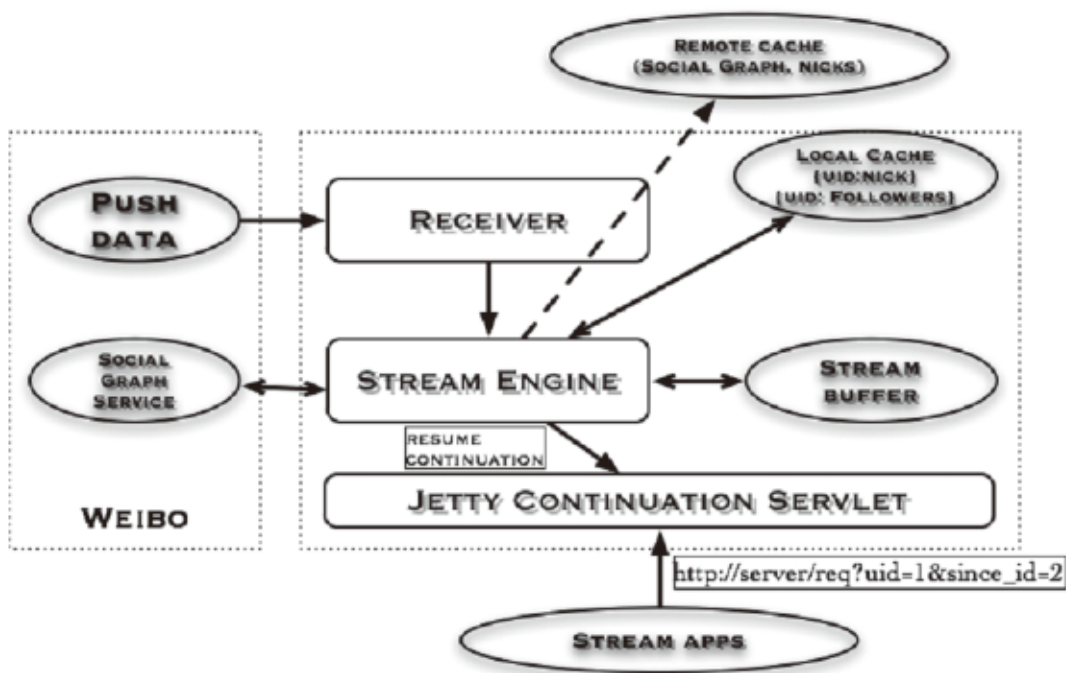 REMOTE CACHE
(SOCIAL GRAPH, NICKS)
LOCAL CACHE
[UID:NICK]
[UID: FOLLOWERS]
PUSH
DATA
RECEIVER
SOCIAL
GRAPH
SERVICE
STREAM ENGINE
STREAM
BUFFER
RESUME
CONTINUATION
JETTY CONTINUATION SERVLET
WEIBO
http://server/req?uid=1&since_id=2
STREAM APPS